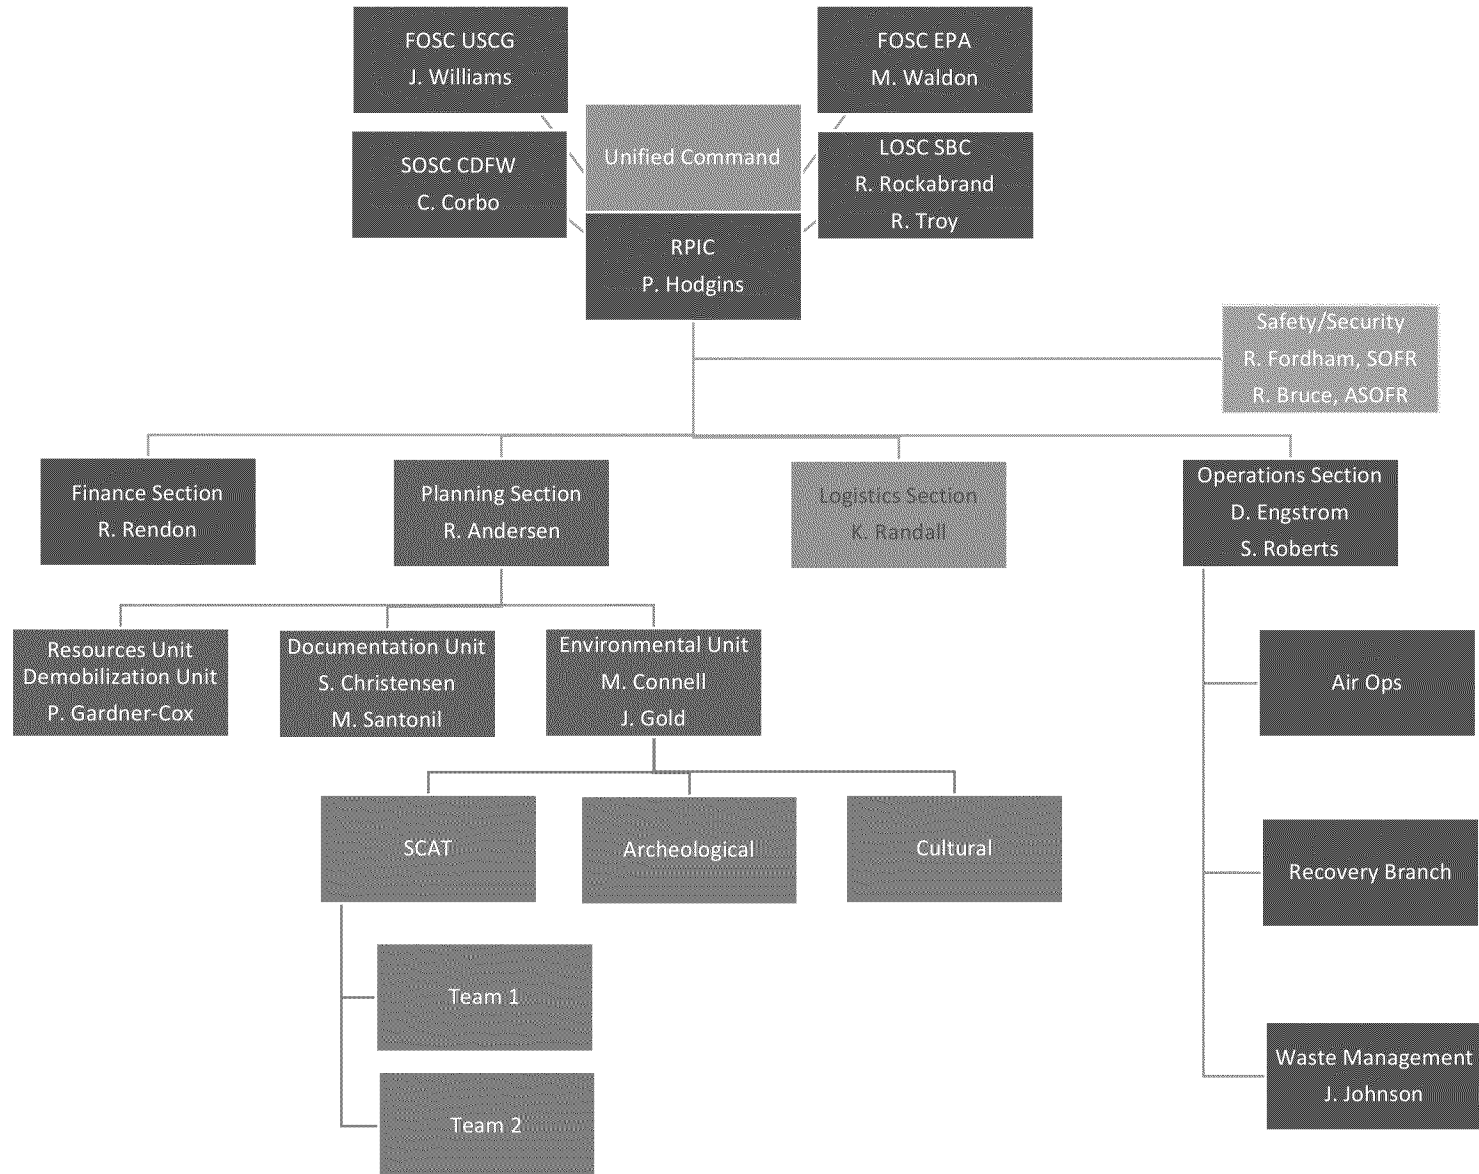 FOSC USCG
J. Williams
FOSC EPA
M. Waldon
Unified Command
SOSC CDFW
C. Corbo
LOSC SBC
R. Rockabrand
R. Troy
RPIC
P. Hodgins
Safety/Security
R. Fordham, SOFR
R. Bruce, ASOFR
Finance Section
R. Rendon
Planning Section
R. Andersen
Logistics Section
K. Randall
Operations Section
D. Engstrom
S. Roberts
Resources Unit
Demobilization Unit
P. Gardner-Cox
Documentation Unit
S. Christensen
M. Santonil
Environmental Unit
M. Connell
J. Gold
Air Ops
SCAT
Archeological
Cultural
Recovery Branch
Team 1
Team 2
Waste Management
J. Johnson